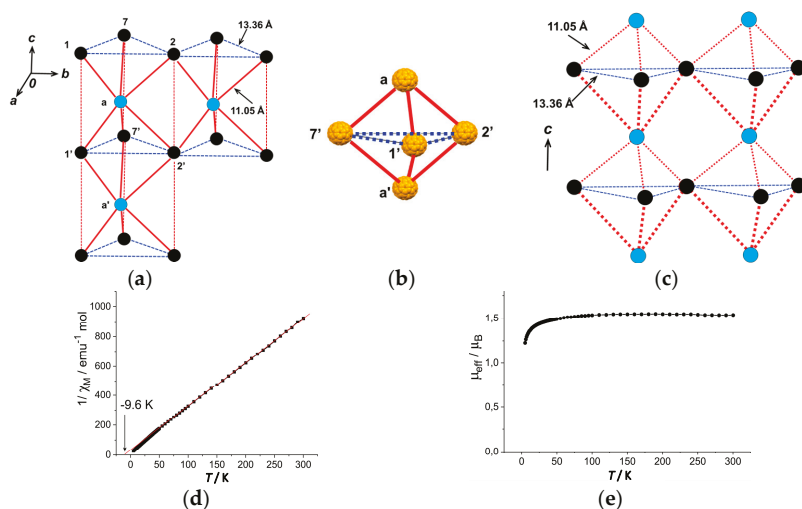 c
0
b
a
1
7
2
13.36 Å
a
11.05 Å
7'
1'
2'
a'
(a)
a
7'
1'
2'
a'
(b)
11.05 Å
13.36 Å
c
(c)
1/ χM / emu⁻¹ mol
1000
800
600
400
200
0
-9.6 K
0 50 100 150 200 250 300
T / K
(d)
μeff / μB
1,5
1,5
0,0
0 50 100 150 200 250 300
T / K
(e)